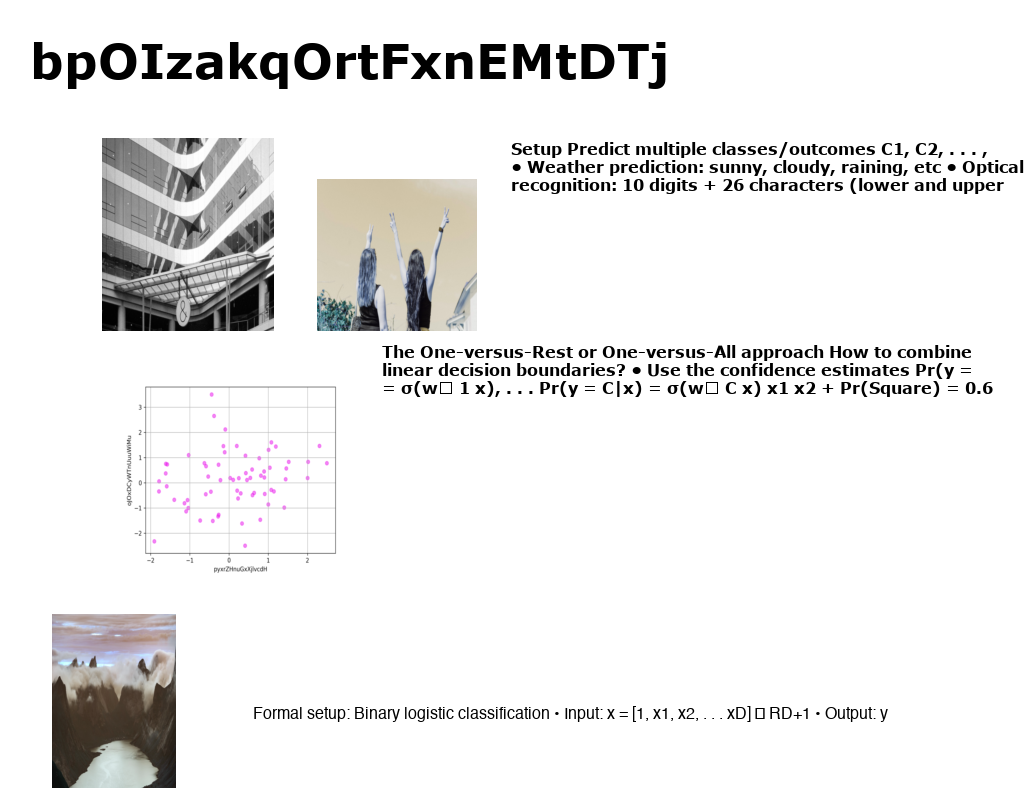 bpOIzakqOrtFxnEMtDTj
Setup Predict multiple classes/outcomes C1, C2, . . . ,
● Weather prediction: sunny, cloudy, raining, etc ● Optical
recognition: 10 digits + 26 characters (lower and upper
8
The One-versus-Rest or One-versus-All approach How to combine
linear decision boundaries? ● Use the confidence estimates Pr(y =
= σ(w□ 1 x), . . . Pr(y = C|x) = σ(w□ C x) x1 x2 + Pr(Square) = 0.6
3
2
1
0
−1
−2
−2 −1 0 1 2
Formal setup: Binary logistic classification • Input: x = [1, x1, x2, . . . xD] □ RD+1 • Output: y